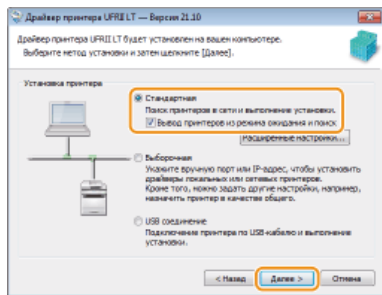 Драйвер принтера UFRII LT — Версия 21.10
Драйвер принтера UFRII LT будет установлен на вашем компьютере.
Выберите метод установки и затем щелкните [Далее].
Установка принтера
Стандартная
Поиск принтеров в сети и выполнение установки.
Вывод принтеров из режима ожидания и поиск
Расширенные настройки...
Выборочная
Укажите вручную порт или IP-адрес, чтобы установить
драйверы локальных или сетевых принтеров.
Кроме того, можно задать другие настройки, например,
назначить принтер в качестве общего.
USB соединение
Подключение принтера по USB-кабелю и выполнение
установки.
< Назад
Далее >
Отмена